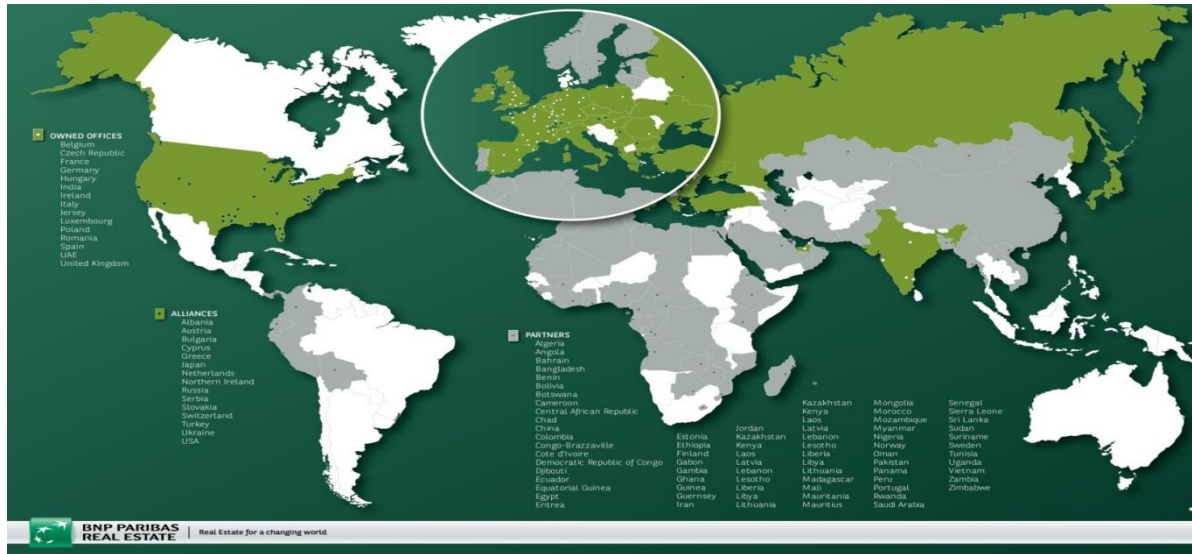 OWNED OFFICES
Belgium
Czech Republic
France
Germany
Hungary
India
Ireland
Italy
Jersey
Luxembourg
Poland
Romania
Spain
UAE
United Kingdom
ALLIANCES
Albania
Austria
Bulgaria
Cyprus
Greece
Japan
Netherlands
Northern Ireland
Russia
Serbia
Slovakia
Switzerland
Turkey
Ukraine
USA
PARTNERS
Algeria
Angola
Bahrain
Bangladesh
Benin
Bolivia
Botswana
Cameroon
Central African Republic
Chad
China
Colombia
Congo-Brazzaville
Cote d'Ivoire
Democratic Republic of Congo
Djibouti
Ecuador
Equatorial Guinea
Egypt
Eritrea
Estonia
Ethiopia
Finland
Gabon
Gambia
Ghana
Guinea
Guernsey
Iran
Jordan
Kazakhstan
Kenya
Laos
Latvia
Lebanon
Lesotho
Liberia
Libya
Lithuania
Kazakhstan
Kenya
Laos
Latvia
Lebanon
Lesotho
Liberia
Libya
Lithuania
Madagascar
Mali
Mauritania
Mauritius
Mongolia
Morocco
Mozambique
Myanmar
Nigeria
Norway
Oman
Pakistan
Panama
Peru
Portugal
Rwanda
Saudi Arabia
Senegal
Sierra Leone
Sri Lanka
Sudan
Suriname
Sweden
Tunisia
Uganda
Vietnam
Zambia
Zimbabwe
BNP PARIBAS
REAL ESTATE
Real Estate for a changing world